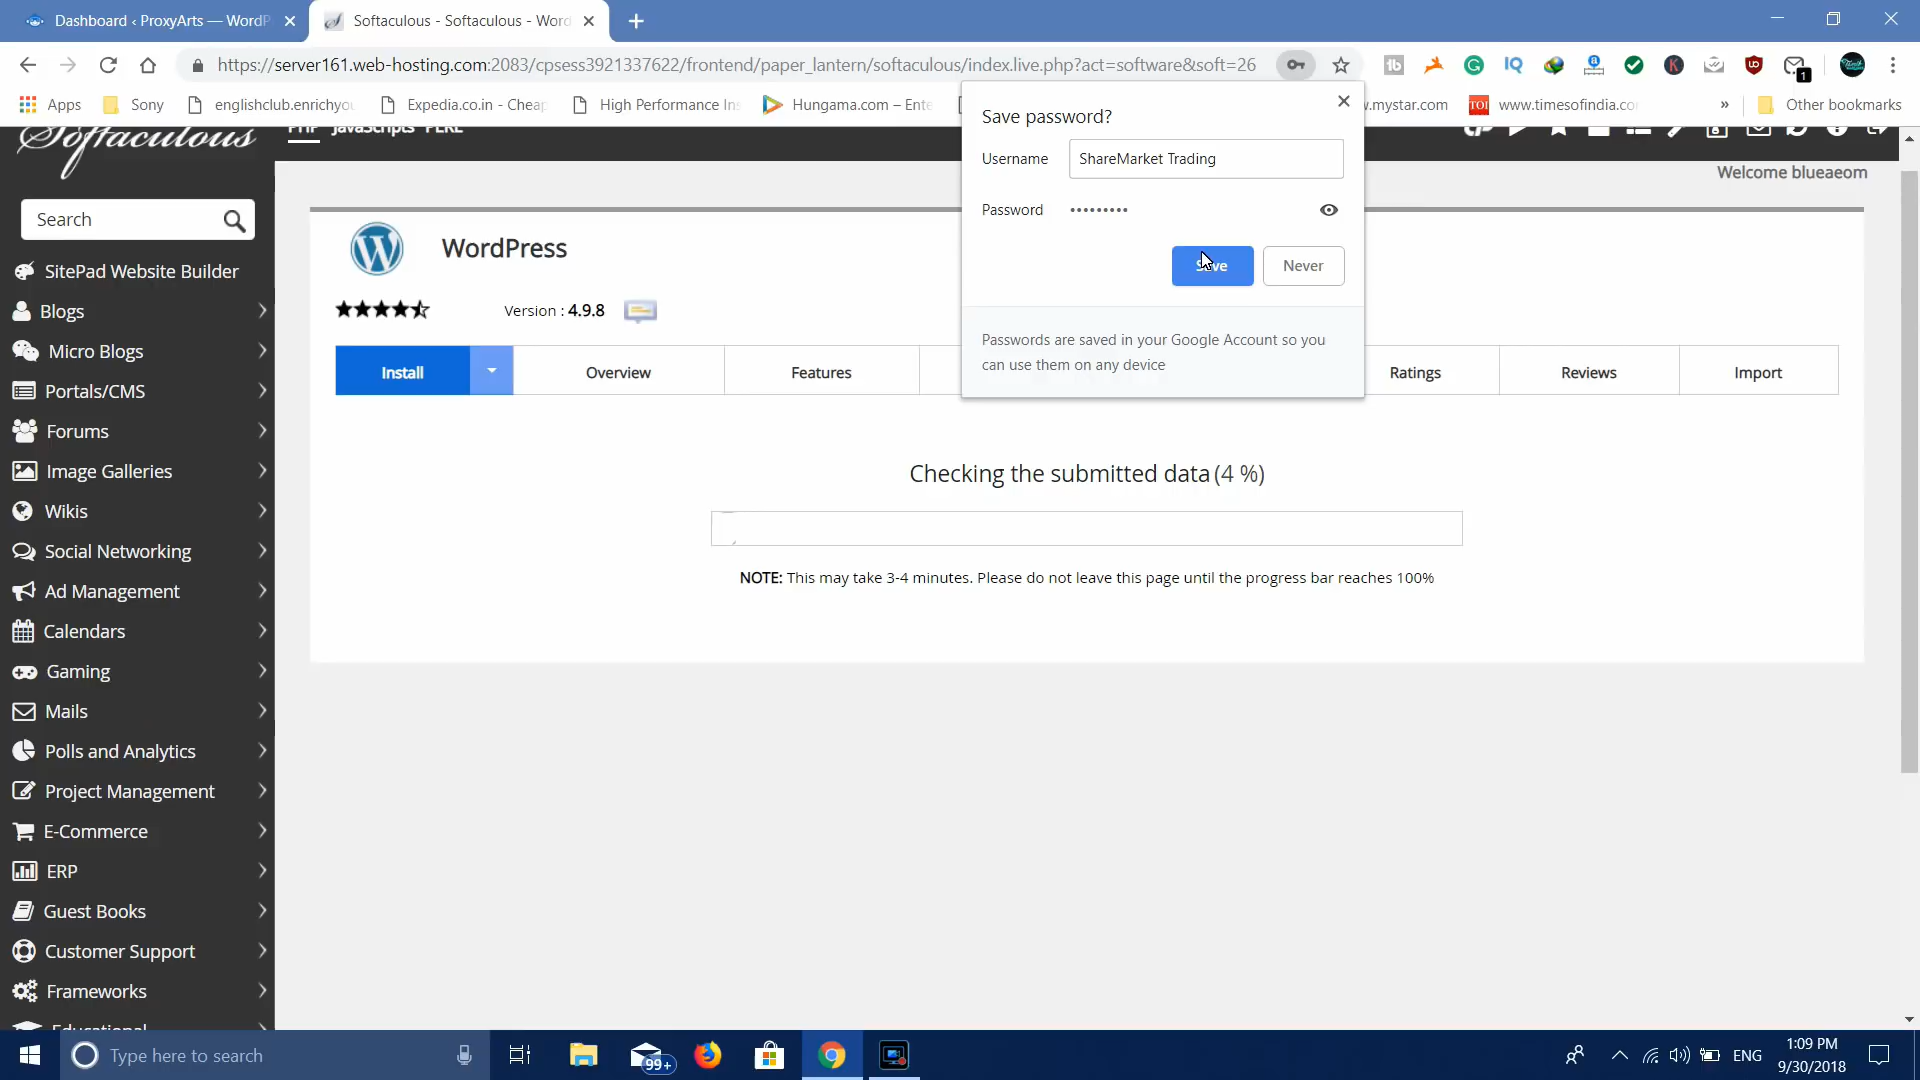 Dashboard ‹ ProxyArts — WordP
Softaculous - Softaculous - Word
https://server161.web-hosting.com:2083/cpsess3921337622/frontend/paper_lantern/softaculous/index.live.php?act=software&soft=26
Apps
Sony
englishclub.enrichyou
Expedia.co.in - Cheap
High Performance In
Hungama.com – Ente
.mystar.com
TOI
www.timesofindia.co
»
Other bookmarks
Softaculous
PHP JavaScripts PERL
Welcome blueaeom
Search
SitePad Website Builder
Blogs
Micro Blogs
Portals/CMS
Forums
Image Galleries
Wikis
Social Networking
Ad Management
Calendars
Gaming
Mails
Polls and Analytics
Project Management
E-Commerce
ERP
Guest Books
Customer Support
Frameworks
Educational
WordPress
Version : 4.9.8
Install
Overview
Features
Ratings
Reviews
Import
Save password?
Username
ShareMarket Trading
Password
•••••••••
Save
Never
Passwords are saved in your Google Account so you
can use them on any device
Checking the submitted data (4 %)
NOTE: This may take 3-4 minutes. Please do not leave this page until the progress bar reaches 100%
Type here to search
99+
ENG
1:09 PM
9/30/2018